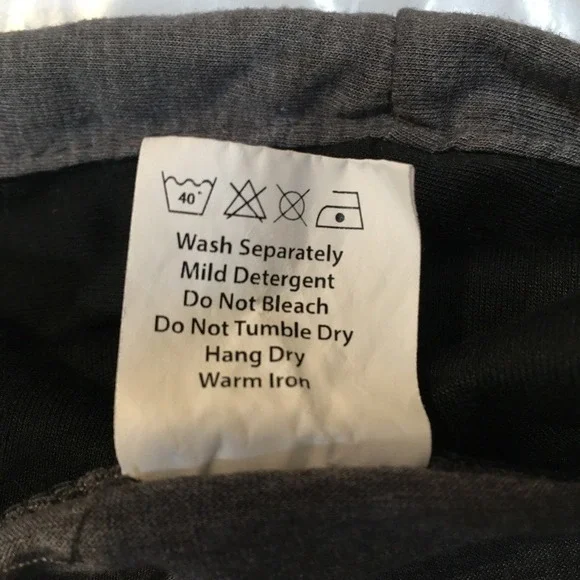 40°
Wash Separately
Mild Detergent
Do Not Bleach
Do Not Tumble Dry
Hang Dry
Warm Iron